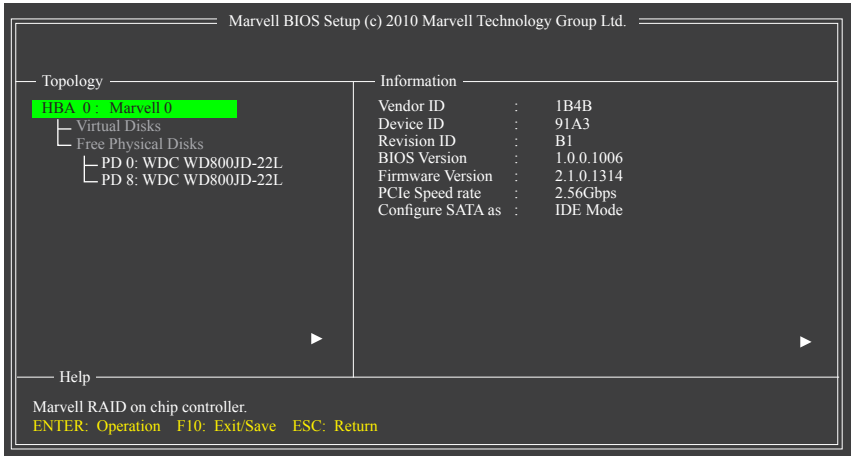 Marvell BIOS Setup (c) 2010 Marvell Technology Group Ltd.
Topology
HBA 0 : Marvell 0
Virtual Disks
Free Physical Disks
PD 0: WDC WD800JD-22L
PD 8: WDC WD800JD-22L
Information
Vendor ID : 1B4B
Device ID : 91A3
Revision ID : B1
BIOS Version : 1.0.0.1006
Firmware Version : 2.1.0.1314
PCIe Speed rate : 2.56Gbps
Configure SATA as : IDE Mode
Help
Marvell RAID on chip controller.
ENTER: Operation F10: Exit/Save ESC: Return